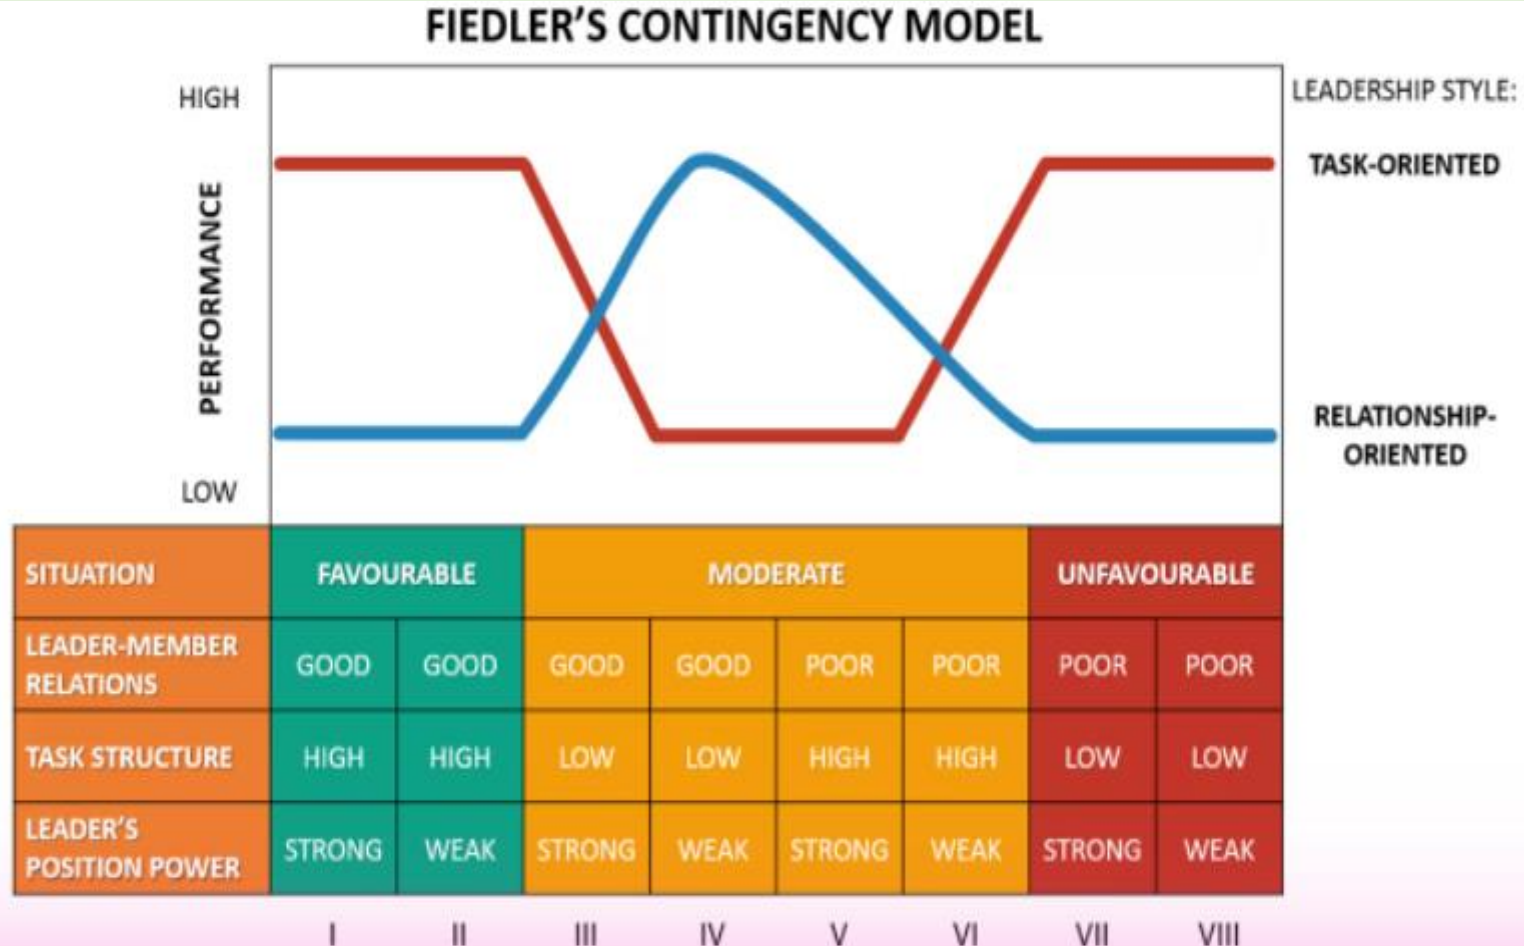 FIEDLER'S CONTINGENCY MODEL
HIGH
PERFORMANCE
LOW
LEADERSHIP STYLE:
TASK-ORIENTED
RELATIONSHIP-
ORIENTED
SITUATION FAVOURABLE MODERATE UNFAVOURABLE
LEADER-MEMBER
RELATIONS
GOOD GOOD GOOD GOOD POOR POOR POOR POOR
TASK STRUCTURE HIGH HIGH LOW LOW HIGH HIGH LOW LOW
LEADER'S
POSITION POWER
STRONG WEAK STRONG WEAK STRONG WEAK STRONG WEAK
I II III IV V VI VII VIII